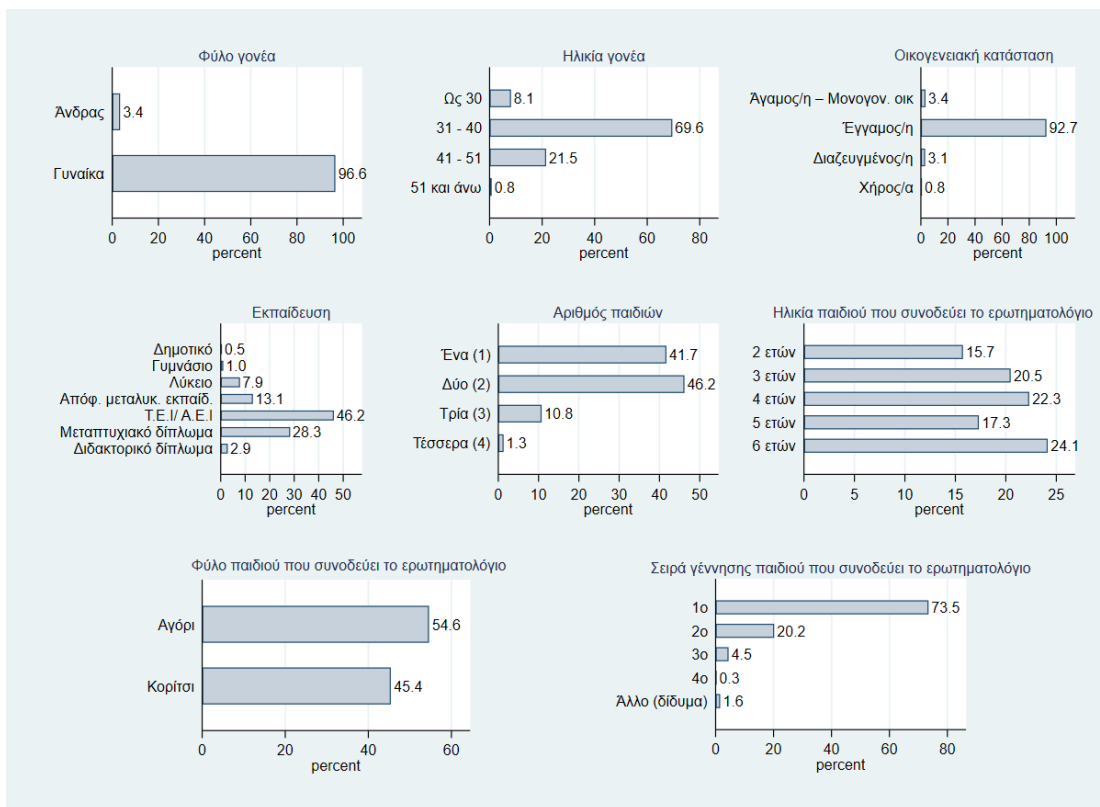 Φύλο γονέα
Άνδρας 3.4
Γυναίκα 96.6
0 20 40 60 80 100
percent
Ηλικία γονέα
Ως 30 8.1
31 - 40 69.6
41 - 51 21.5
51 και άνω 0.8
0 20 40 60 80
percent
Οικογενειακή κατάσταση
Άγαμος/η – Μονογον. οικ 3.4
Έγγαμος/η 92.7
Διαζευγμένος/η 3.1
Χήρος/α 0.8
0 20 40 60 80 100
percent
Εκπαίδευση
Δημοτικό 0.5
Γυμνάσιο 1.0
Λύκειο 7.9
Απόφ. μεταλυκ. εκπαίδ. 13.1
Τ.Ε.Ι/ Α.Ε.Ι 46.2
Μεταπτυχιακό δίπλωμα 28.3
Διδακτορικό δίπλωμα 2.9
0 10 20 30 40 50
percent
Αριθμός παιδιών
Ένα (1) 41.7
Δύο (2) 46.2
Τρία (3) 10.8
Τέσσερα (4) 1.3
0 10 20 30 40 50
percent
Ηλικία παιδιού που συνοδεύει το ερωτηματολόγιο
2 ετών 15.7
3 ετών 20.5
4 ετών 22.3
5 ετών 17.3
6 ετών 24.1
0 5 10 15 20 25
percent
Φύλο παιδιού που συνοδεύει το ερωτηματολόγιο
Αγόρι 54.6
Κορίτσι 45.4
0 20 40 60
percent
Σειρά γέννησης παιδιού που συνοδεύει το ερωτηματολόγιο
1ο 73.5
2ο 20.2
3ο 4.5
4ο 0.3
Άλλο (δίδυμα) 1.6
0 20 40 60 80
percent